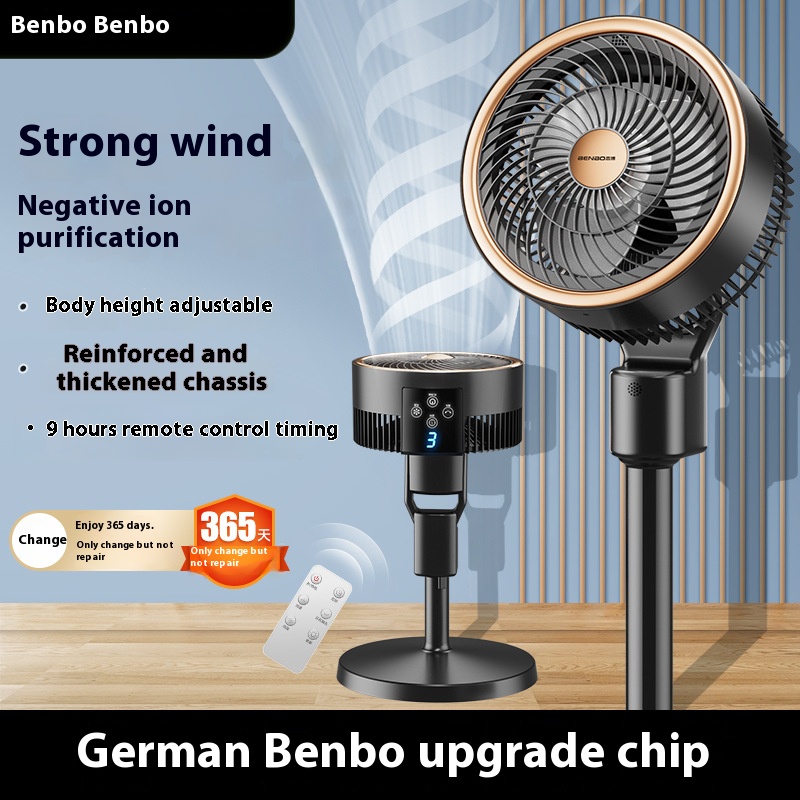 Benbo Benbo
Strong wind
Negative ion
purification
• Body height adjustable
• Reinforced and
thickened chassis
• 9 hours remote control timing
BENBO
3
Change
Enjoy 365 days.
Only change but not
repair
365天
Only change but
not repair
German Benbo upgrade chip